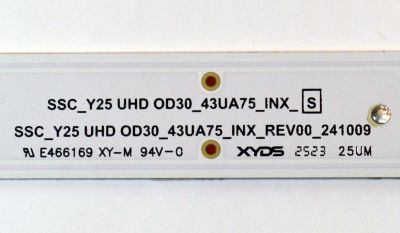 SSC_Y25 UHD OD30_43UA75_INX_ S
SSC_Y25 UHD OD30_43UA75_INX_REV00_241009
E466169 XY-M 94V-0 XYDS 2523 25UM